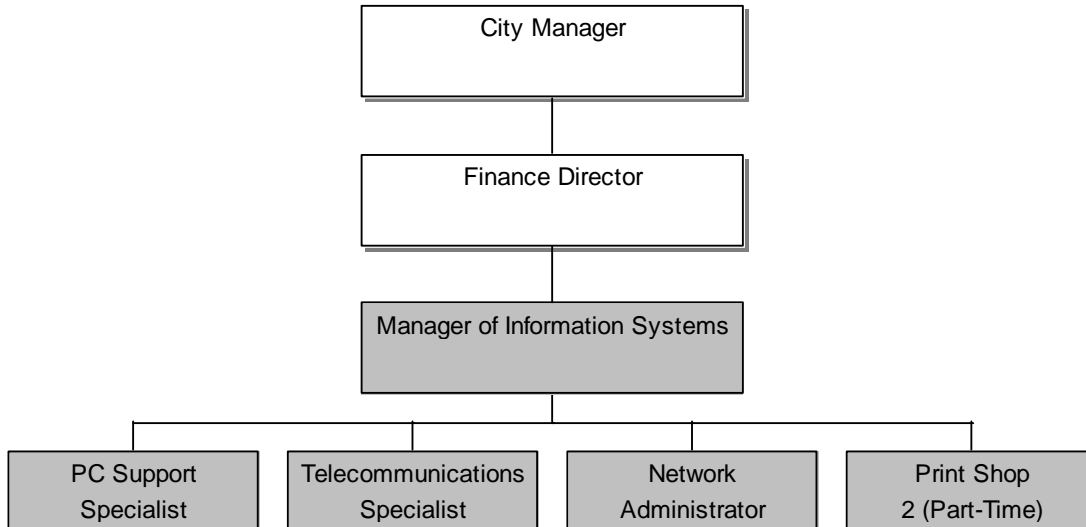 City Manager
Finance Director
Manager of Information Systems
PC Support
Specialist
Telecommunications
Specialist
Network
Administrator
Print Shop
2 (Part-Time)